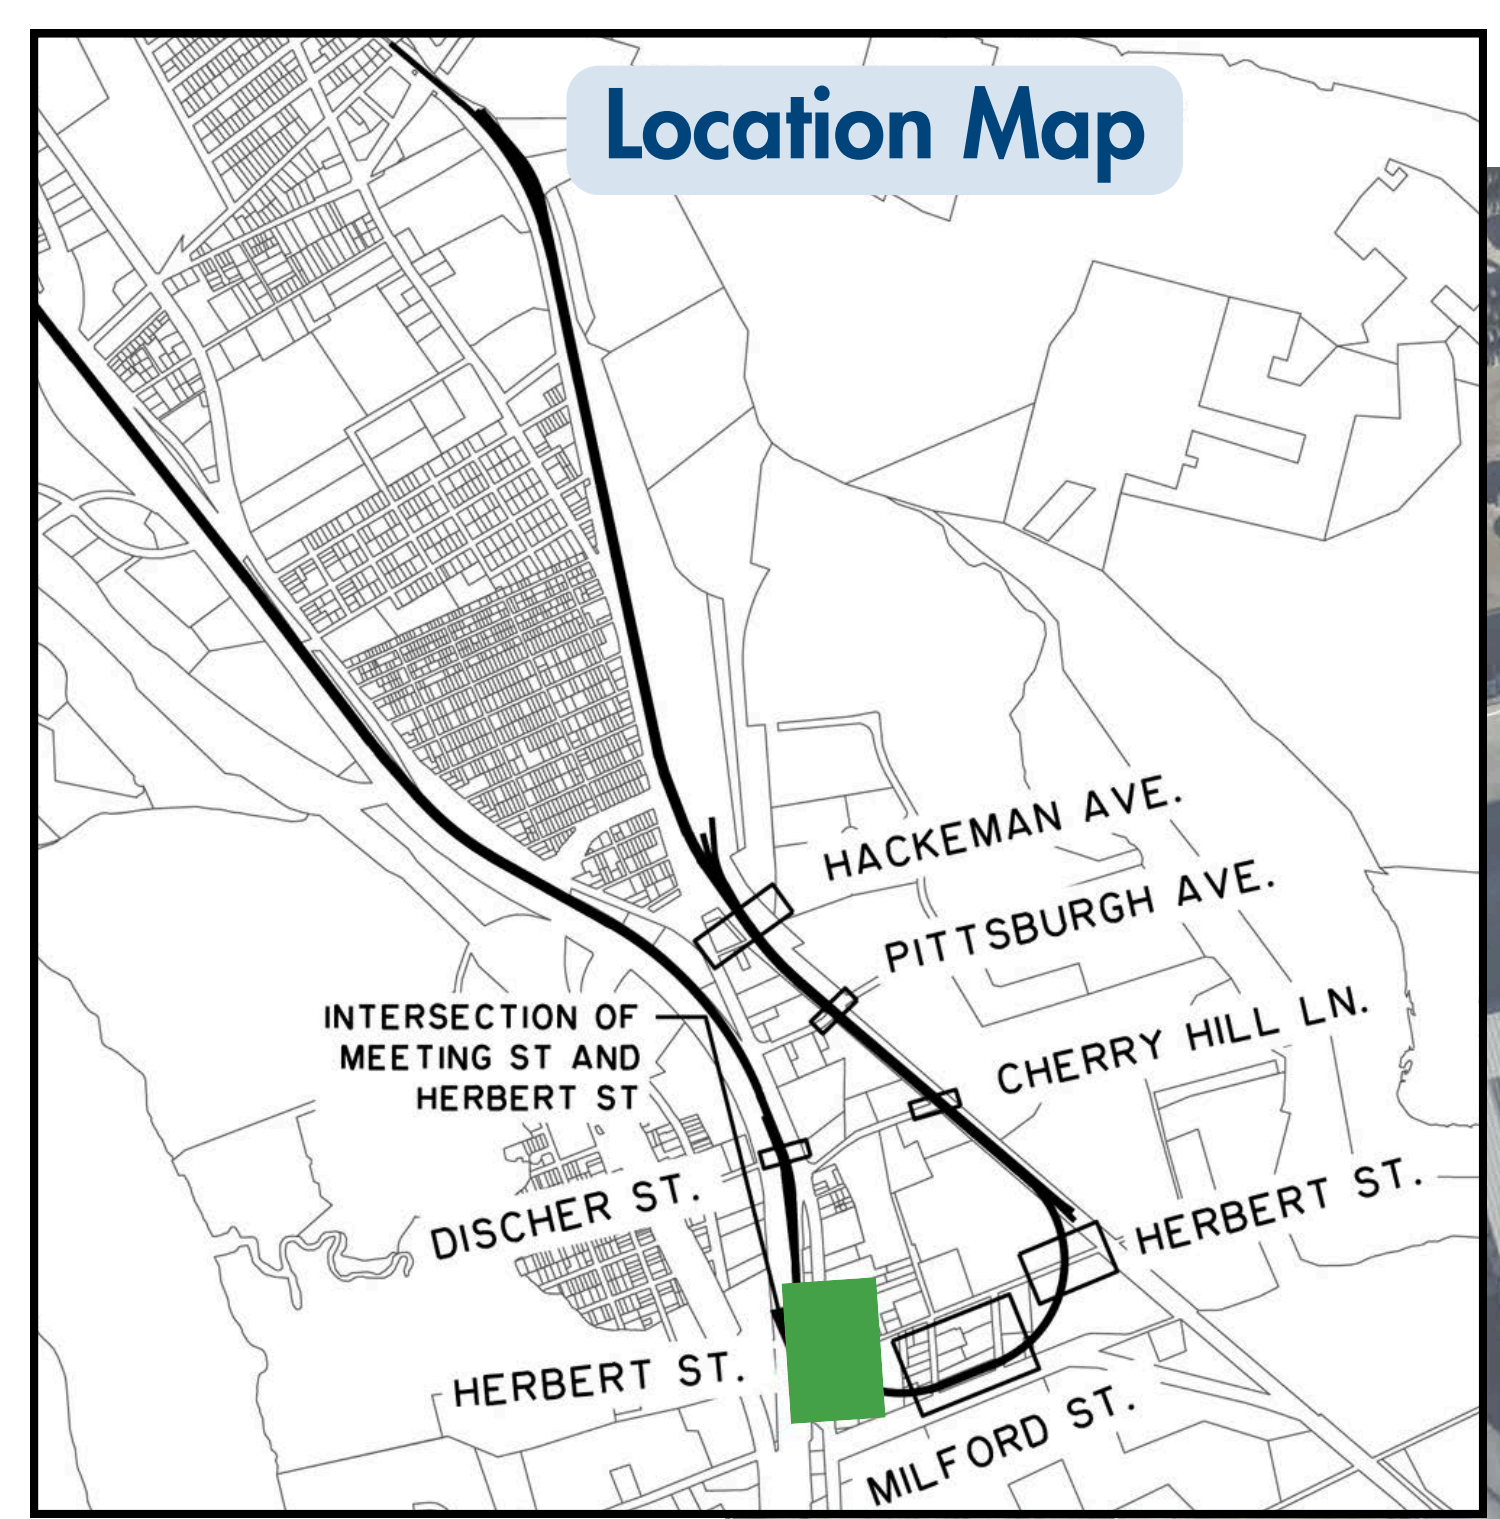 Location Map
HACKEMAN AVE.
PITTSBURGH AVE.
CHERRY HILL LN.
INTERSECTION OF
MEETING ST AND
HERBERT ST
DISCHER ST.
HERBERT ST.
HERBERT ST.
MILFORD ST.